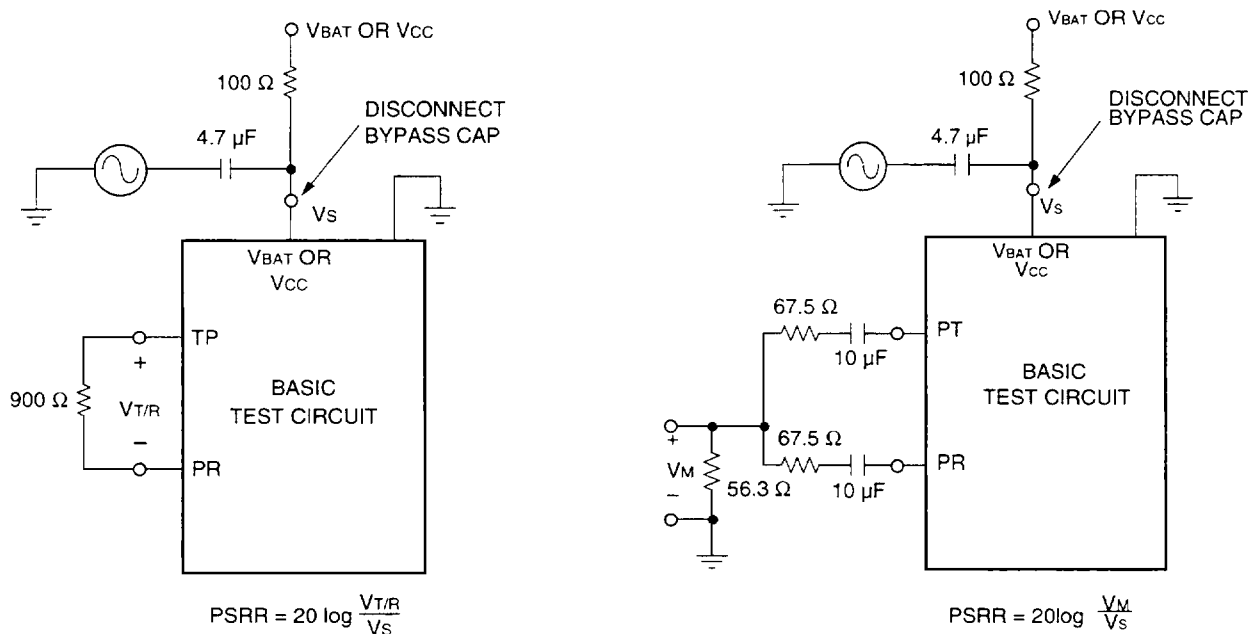 VBAT OR VCC
100 Ω
DISCONNECT
BYPASS CAP
4.7 µF
VS
VBAT OR
VCC
TP
+
900 Ω
VT/R
−
PR
BASIC
TEST CIRCUIT
PSRR = 20 log VT/R
VS
VBAT OR VCC
100 Ω
DISCONNECT
BYPASS CAP
4.7 µF
VS
VBAT OR
VCC
67.5 Ω
PT
10 µF
BASIC
TEST CIRCUIT
+
67.5 Ω
VM
PR
−
56.3 Ω
10 µF
PSRR = 20log VM
VS